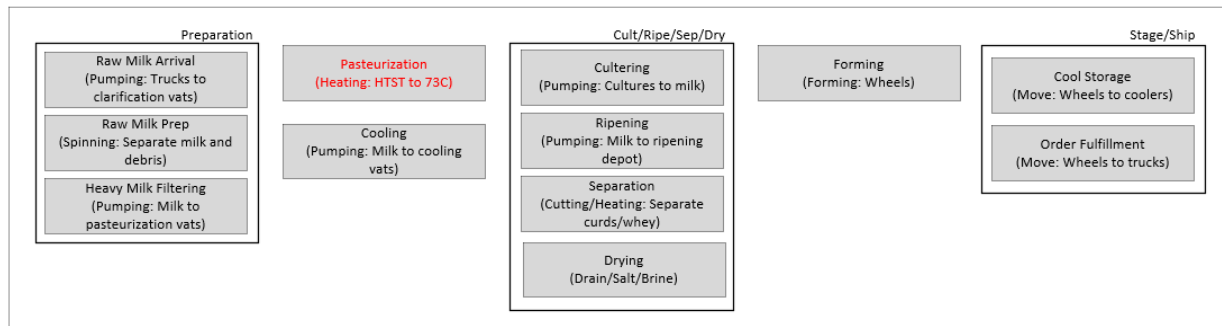 Preparation
Raw Milk Arrival
(Pumping: Trucks to
clarification vats)
Raw Milk Prep
(Spinning: Separate milk and
debris)
Heavy Milk Filtering
(Pumping: Milk to
pasteurization vats)
Pasteurization
(Heating: HTST to 73C)
Cooling
(Pumping: Milk to cooling
vats)
Cult/Ripe/Sep/Dry
Cultering
(Pumping: Cultures to milk)
Ripening
(Pumping: Milk to ripening
depot)
Separation
(Cutting/Heating: Separate
curds/whey)
Drying
(Drain/Salt/Brine)
Forming
(Forming: Wheels)
Stage/Ship
Cool Storage
(Move: Wheels to coolers)
Order Fulfillment
(Move: Wheels to trucks)